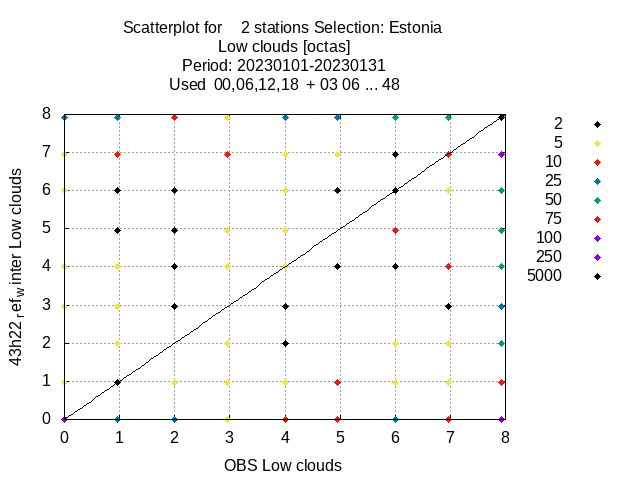 Scatterplot for 2 stations Selection: Estonia
Low clouds [octas]
Period: 20230101-20230131
Used 00,06,12,18 + 03 06 ... 48
8
7
6
5
4
3
2
1
0
43h22_ref_winter Low clouds
0 1 2 3 4 5 6 7 8
OBS Low clouds
2
5
10
25
50
75
100
250
5000